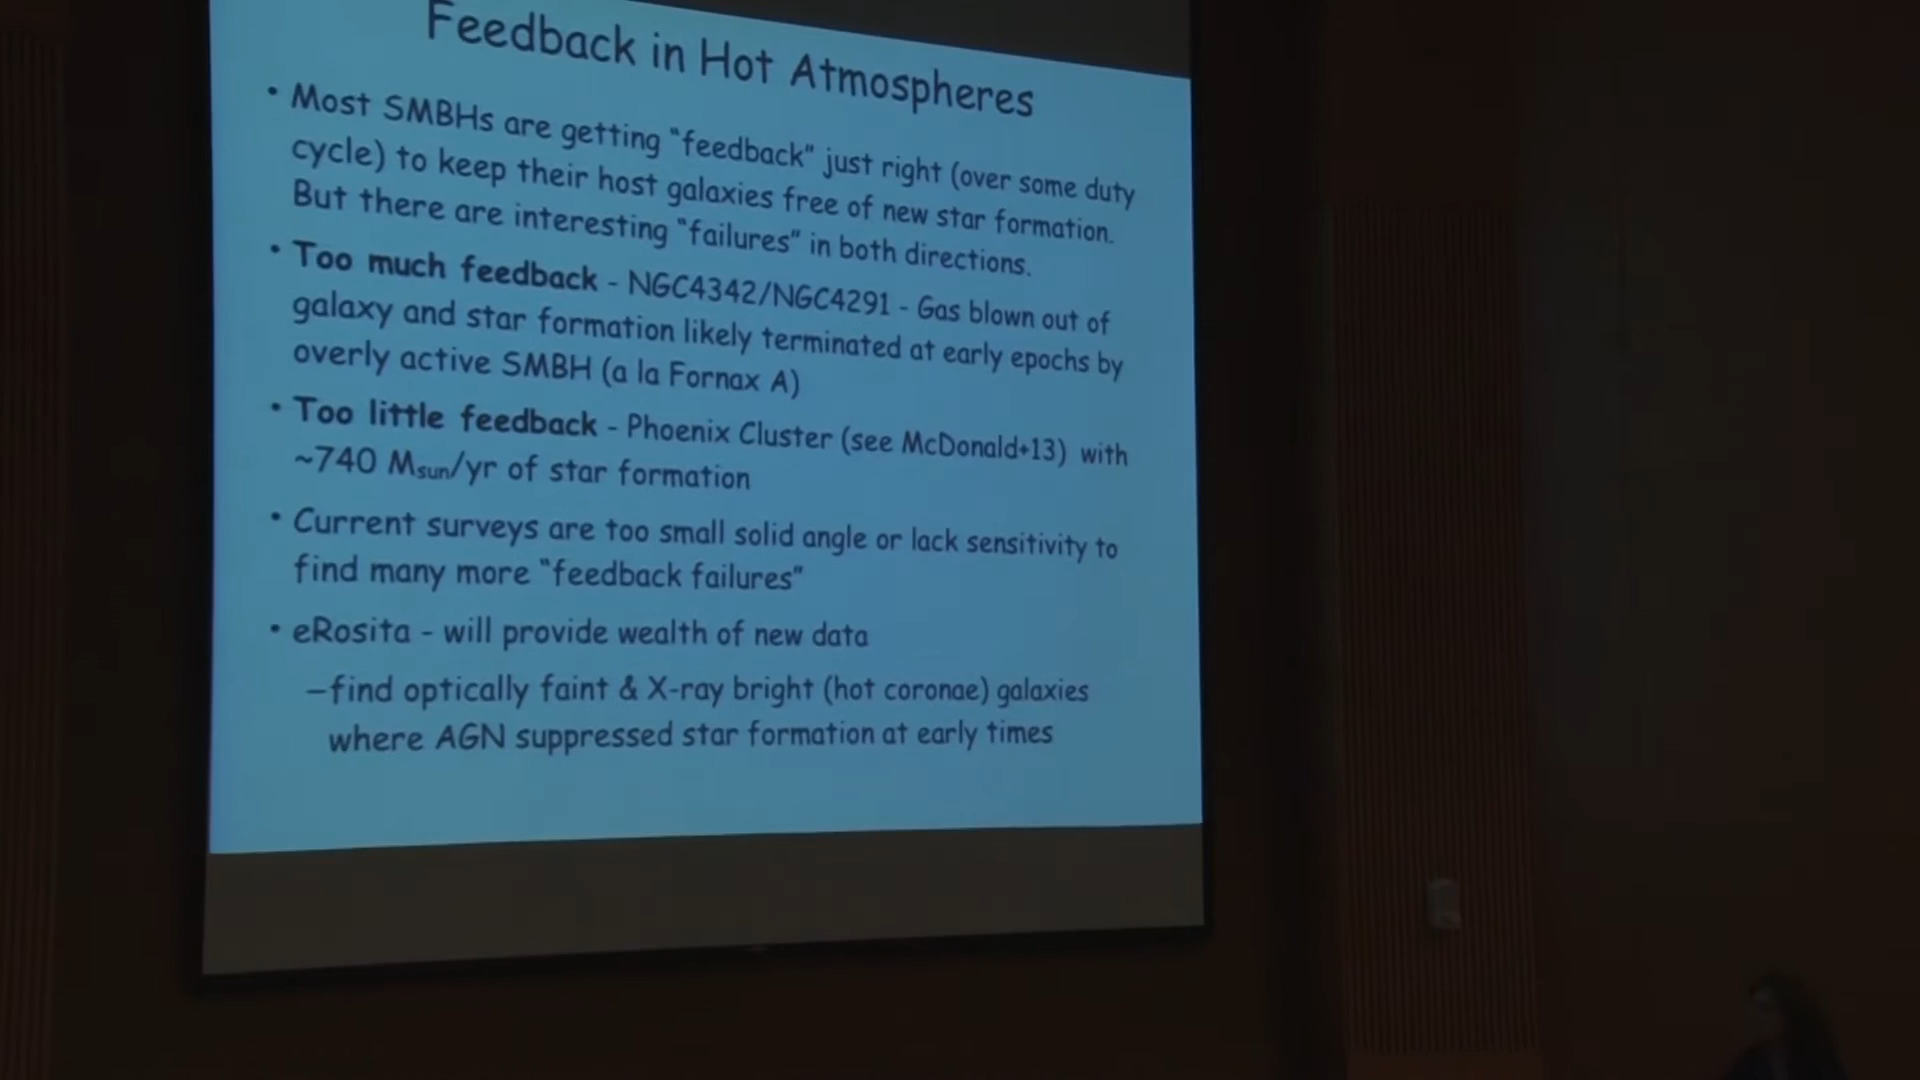 Feedback in Hot Atmospheres
• Most SMBHs are getting “feedback” just right (over some duty
cycle) to keep their host galaxies free of new star formation.
But there are interesting “failures” in both directions.
• Too much feedback - NGC4342/NGC4291 - Gas blown out of
galaxy and star formation likely terminated at early epochs by
overly active SMBH (a la Fornax A)
• Too little feedback - Phoenix Cluster (see McDonald+13) with
~740 Msun/yr of star formation
• Current surveys are too small solid angle or lack sensitivity to
find many more “feedback failures”
• eRosita - will provide wealth of new data
–find optically faint & X-ray bright (hot coronae) galaxies
where AGN suppressed star formation at early times